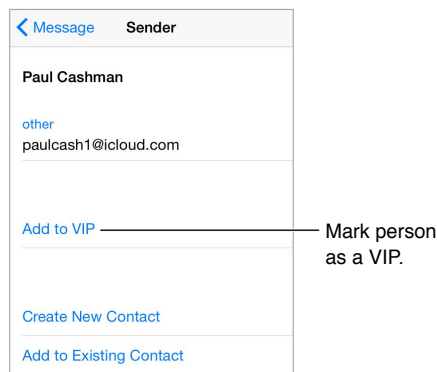 Message Sender
Paul Cashman
other
paulcash1@icloud.com
Add to VIP
Mark person
as a VIP.
Create New Contact
Add to Existing Contact